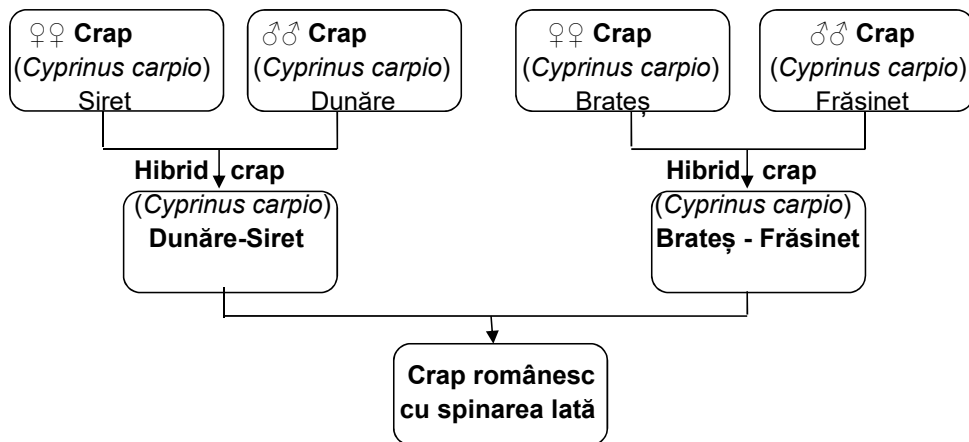 ♀♀ Crap
(Cyprinus carpio)
Siret
♂♂ Crap
(Cyprinus carpio)
Dunăre
♀♀ Crap
(Cyprinus carpio)
Brateș
♂♂ Crap
(Cyprinus carpio)
Frăsinet
Hibrid crap
(Cyprinus carpio)
Dunăre-Siret
Hibrid crap
(Cyprinus carpio)
Brateș - Frăsinet
Crap românesc
cu spinarea lată